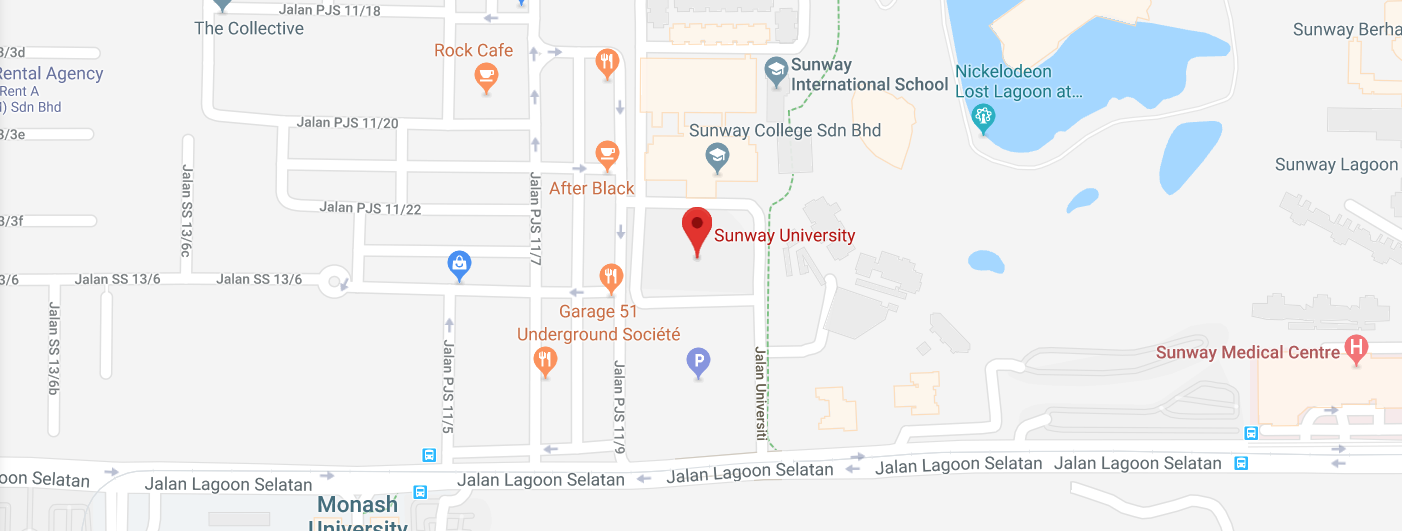 Jalan PJS 11/18
The Collective
Sunway Berha
Rock Cafe
3/3d
Rental Agency
Rent A
l) Sdn Bhd
Sunway
International School
Nickelodeon
Lost Lagoon at...
Jalan PJS 11/20
3/3e
Sunway College Sdn Bhd
P
H
Sunway Lagoon
After Black
Jalan SS 13/6c
Jalan PJS 11/7
Jalan PJS 11/22
3/3f
Sunway University
3/6
Jalan SS 13/6
Jalan SS 13/6
Garage 51
Underground Société
Jalan SS 13/6b
Jalan PJS 11/5
Jalan PJS 11/9
Jalan Universiti
Sunway Medical Centre
oon Selatan
Jalan Lagoon Selatan
Jalan Lagoon Selatan
Jalan Lagoon Selatan
Jalan Lagoon Selatan
Jalan Lagoon Selatan
Monash
University